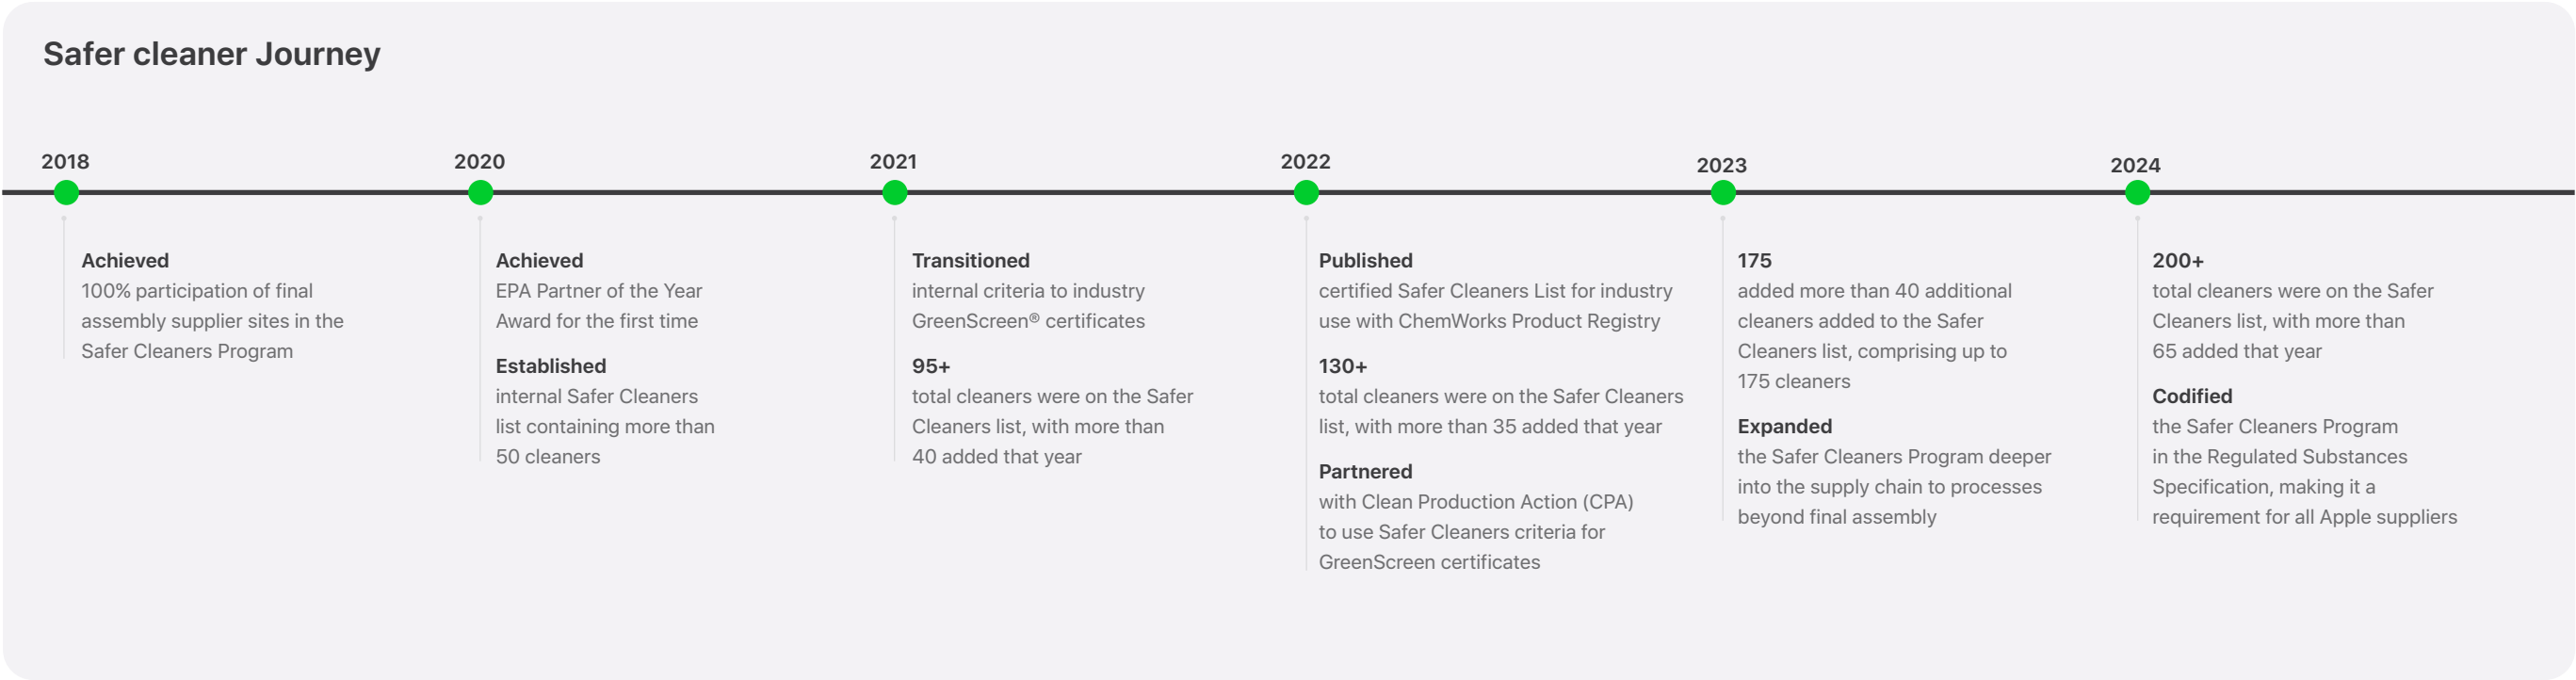 Safer cleaner Journey
2018
Achieved
100% participation of final
assembly supplier sites in the
Safer Cleaners Program
2020
Achieved
EPA Partner of the Year
Award for the first time
Established
internal Safer Cleaners
list containing more than
50 cleaners
2021
Transitioned
internal criteria to industry
GreenScreen® certificates
95+
total cleaners were on the Safer
Cleaners list, with more than
40 added that year
2022
Published
certified Safer Cleaners List for industry
use with ChemWorks Product Registry
130+
total cleaners were on the Safer Cleaners
list, with more than 35 added that year
Partnered
with Clean Production Action (CPA)
to use Safer Cleaners criteria for
GreenScreen certificates
2023
175
added more than 40 additional
cleaners added to the Safer
Cleaners list, comprising up to
175 cleaners
Expanded
the Safer Cleaners Program deeper
into the supply chain to processes
beyond final assembly
2024
200+
total cleaners were on the Safer
Cleaners list, with more than
65 added that year
Codified
the Safer Cleaners Program
in the Regulated Substances
Specification, making it a
requirement for all Apple suppliers